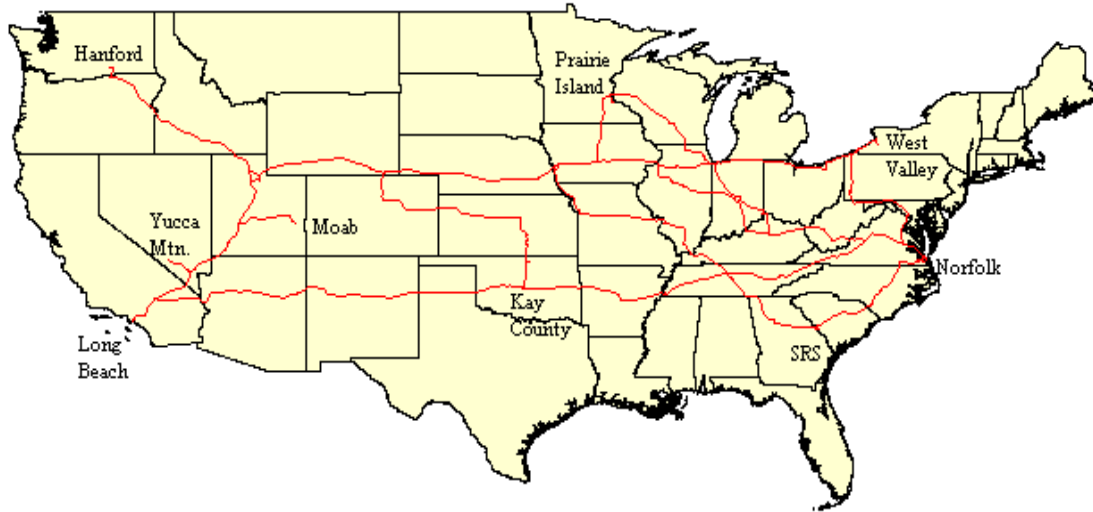 Hanford
Prairie
Island
West
Valley
Yucca
Mtn.
Moab
Norfolk
Kay
County
Long
Beach
SRS